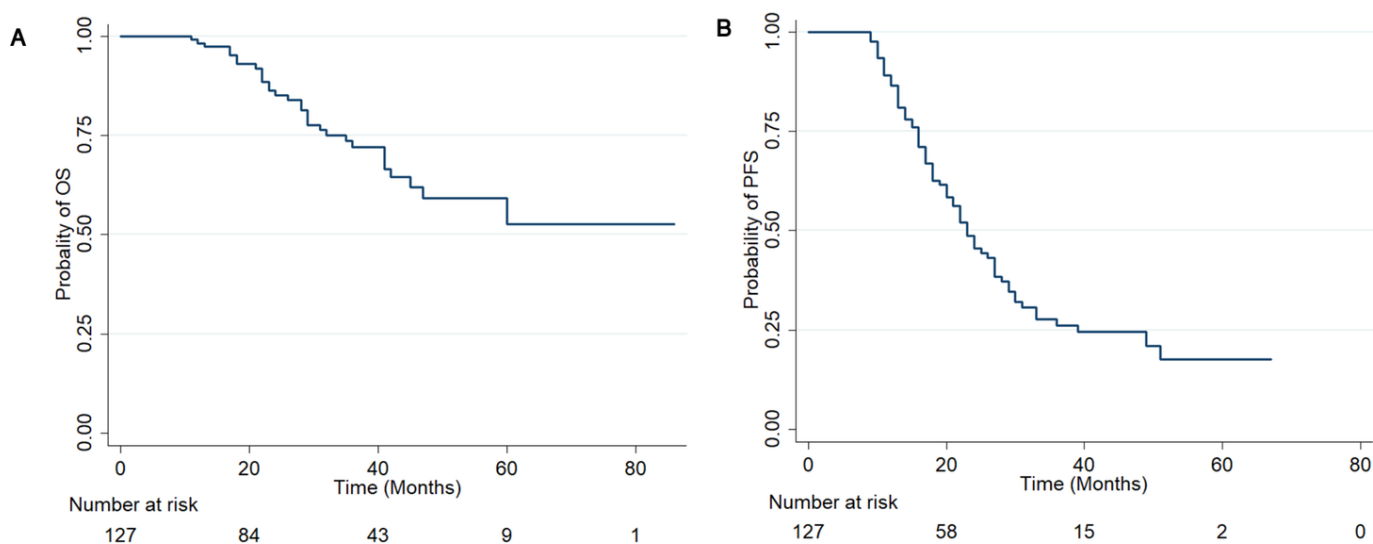 A
Probality of OS
1.00
0.75
0.50
0.25
0.00
0 20 40 60 80
Time (Months)
Number at risk
127 84 43 9 1
B
Probability of PFS
1.00
0.75
0.50
0.25
0.00
0 20 40 60 80
Time (Months)
Number at risk
127 58 15 2 0